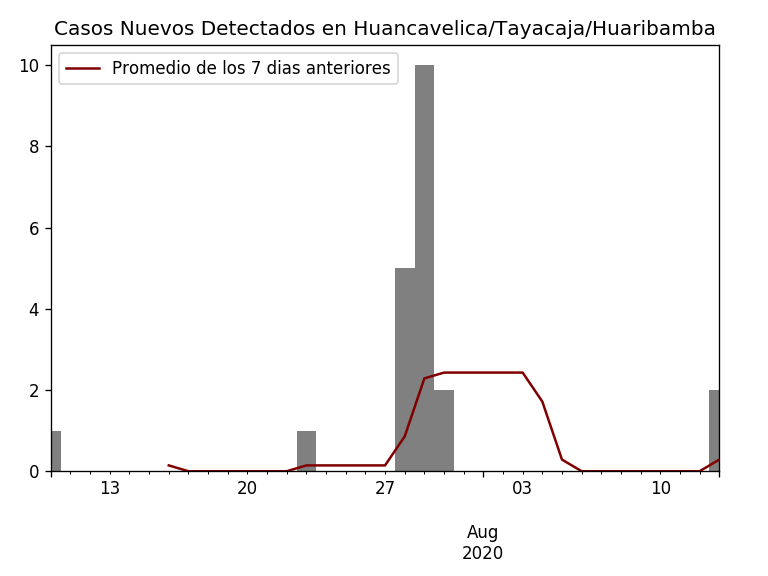 Casos Nuevos Detectados en Huancavelica/Tayacaja/Huaribamba
Promedio de los 7 dias anteriores
10
8
6
4
2
0
13 20 27 03 10
Aug
2020